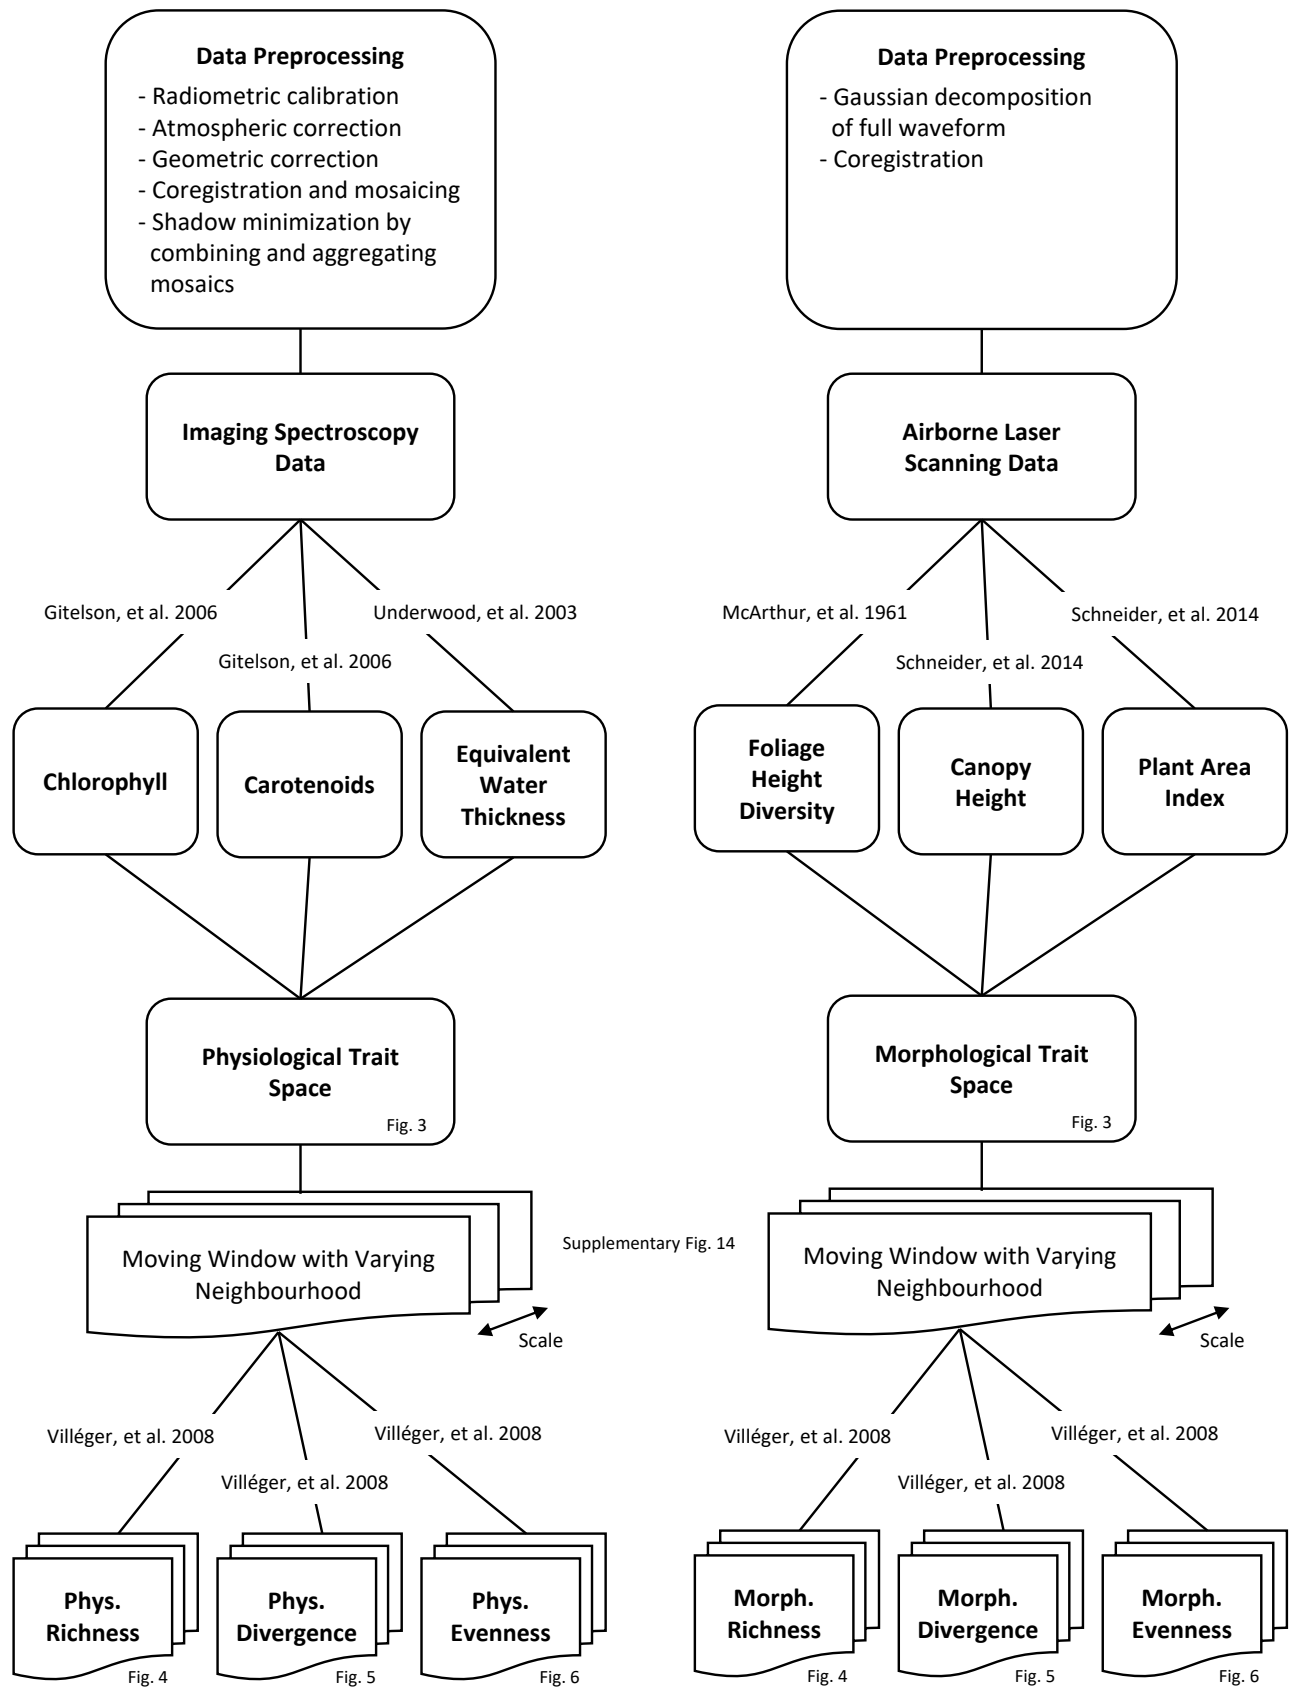 Data Preprocessing
- Radiometric calibration
- Atmospheric correction
- Geometric correction
- Coregistration and mosaicing
- Shadow minimization by
combining and aggregating
mosaics
Data Preprocessing
- Gaussian decomposition
of full waveform
- Coregistration
Imaging Spectroscopy
Data
Airborne Laser
Scanning Data
Gitelson, et al. 2006
Underwood, et al. 2003
Gitelson, et al. 2006
McArthur, et al. 1961
Schneider, et al. 2014
Schneider, et al. 2014
Chlorophyll
Carotenoids
Equivalent
Water
Thickness
Foliage
Height
Diversity
Canopy
Height
Plant Area
Index
Physiological Trait
Space
Fig. 3
Morphological Trait
Space
Fig. 3
Moving Window with Varying
Neighbourhood
Scale
Supplementary Fig. 14
Moving Window with Varying
Neighbourhood
Scale
Villéger, et al. 2008
Villéger, et al. 2008
Villéger, et al. 2008
Villéger, et al. 2008
Villéger, et al. 2008
Villéger, et al. 2008
Phys.
Richness
Fig. 4
Phys.
Divergence
Fig. 5
Phys.
Evenness
Fig. 6
Morph.
Richness
Fig. 4
Morph.
Divergence
Fig. 5
Morph.
Evenness
Fig. 6